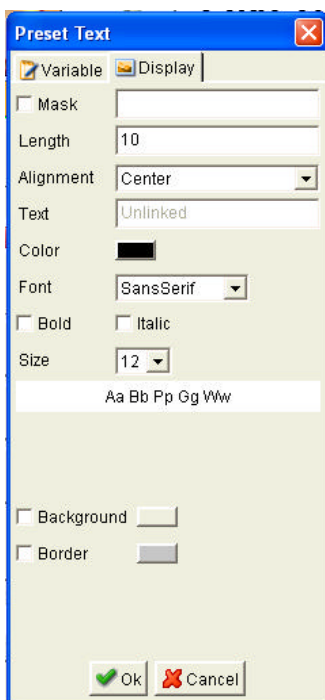 Preset Text
Variable Display
Mask
Length 10
Alignment Center
Text Unlinked
Color
Font SansSerif
Bold Italic
Size 12
Aa Bb Pp Gg Ww
Background
Border
Ok Cancel